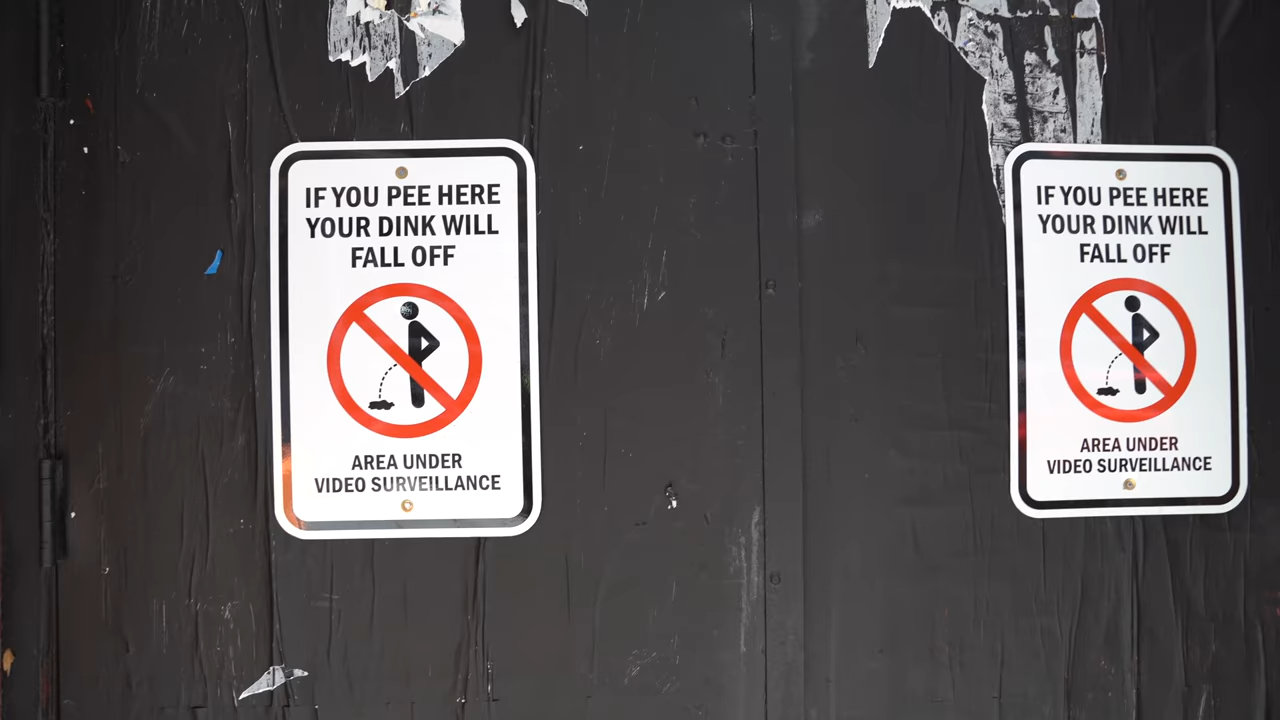 IF YOU PEE HERE
YOUR DINK WILL
FALL OFF
AREA UNDER
VIDEO SURVEILLANCE
IF YOU PEE HERE
YOUR DINK WILL
FALL OFF
AREA UNDER
VIDEO SURVEILLANCE